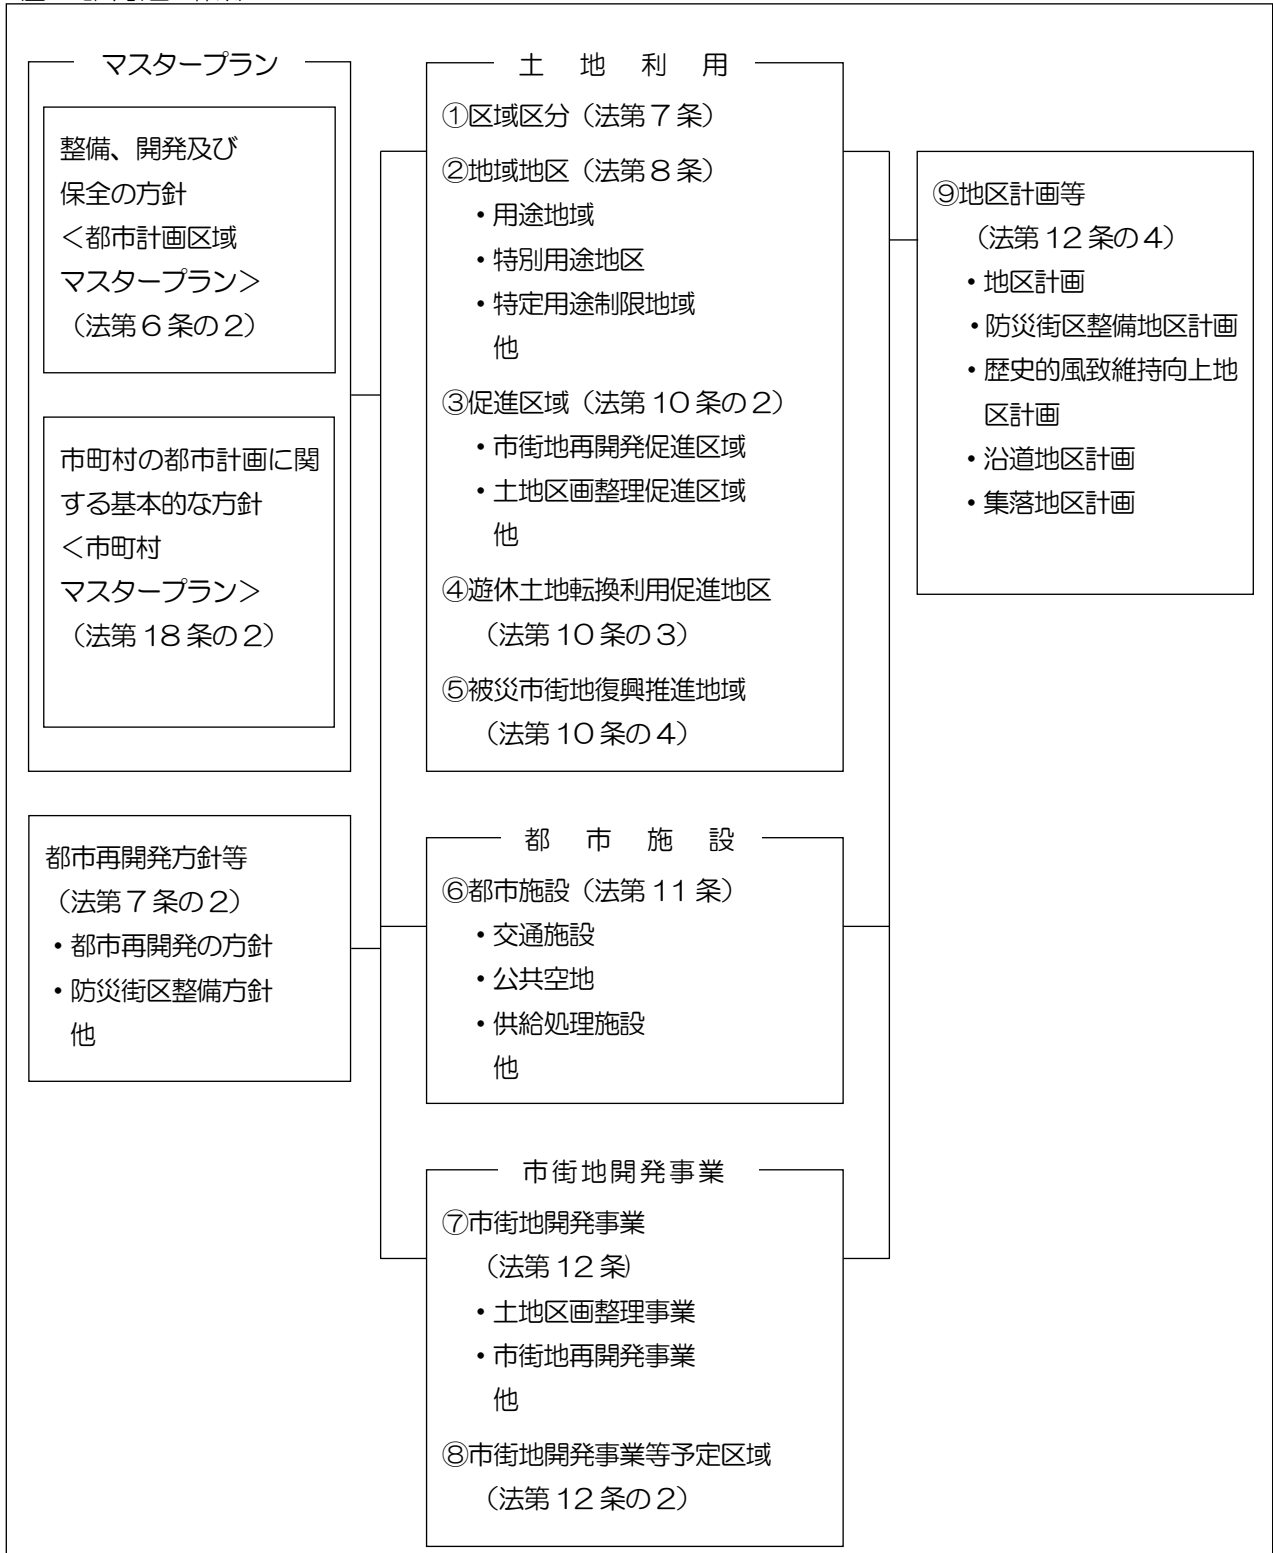 マスタープラン
整備、開発及び
保全の方針
<都市計画区域
マスタープラン>
（法第6条の2）
市町村の都市計画に関
する基本的な方針
<市町村
マスタープラン>
（法第18条の2）
都市再開発方針等
（法第7条の2）
・都市再開発の方針
・防災街区整備方針
他
土地利用
①区域区分（法第7条）
②地域地区（法第8条）
・用途地域
・特別用途地区
・特定用途制限地域
他
③促進区域（法第10条の2）
・市街地再開発促進区域
・土地区画整理促進区域
他
④遊休土地転換利用促進地区
（法第10条の3）
⑤被災市街地復興推進地域
（法第10条の4）
都市施設
⑥都市施設（法第11条）
・交通施設
・公共空地
・供給処理施設
他
市街地開発事業
⑦市街地開発事業
（法第12条)
・土地区画整理事業
・市街地再開発事業
他
⑧市街地開発事業等予定区域
（法第12条の2）
⑨地区計画等
（法第12条の4）
・地区計画
・防災街区整備地区計画
・歴史的風致維持向上地
区計画
・沿道地区計画
・集落地区計画